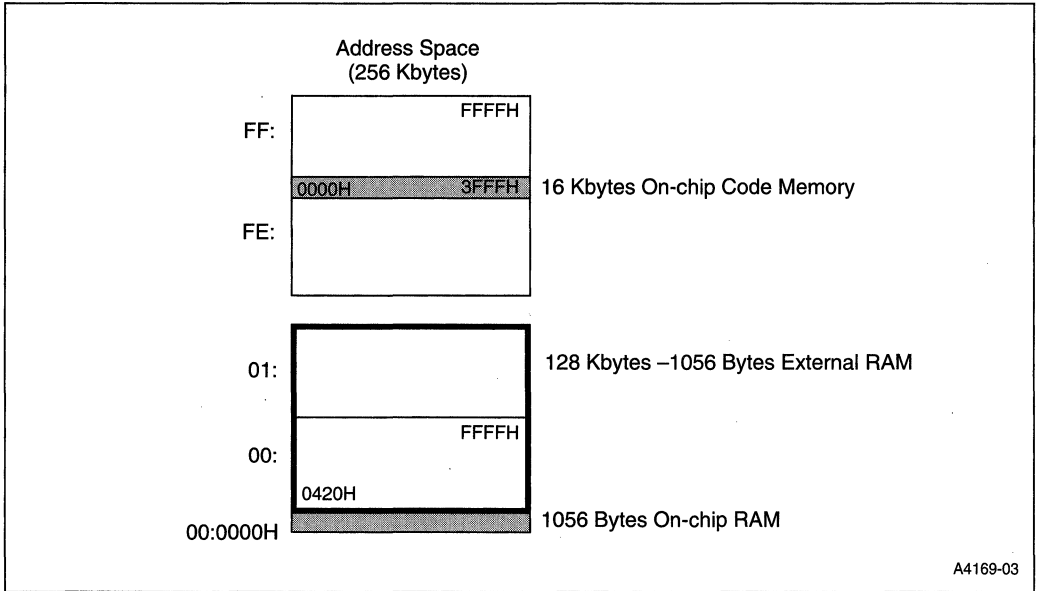 Address Space
(256 Kbytes)
FFFFH
FF:
0000H 3FFFH 16 Kbytes On-chip Code Memory
FE:
01: 128 Kbytes –1056 Bytes External RAM
FFFFH
00:
0420H
00:0000H 1056 Bytes On-chip RAM
A4169-03